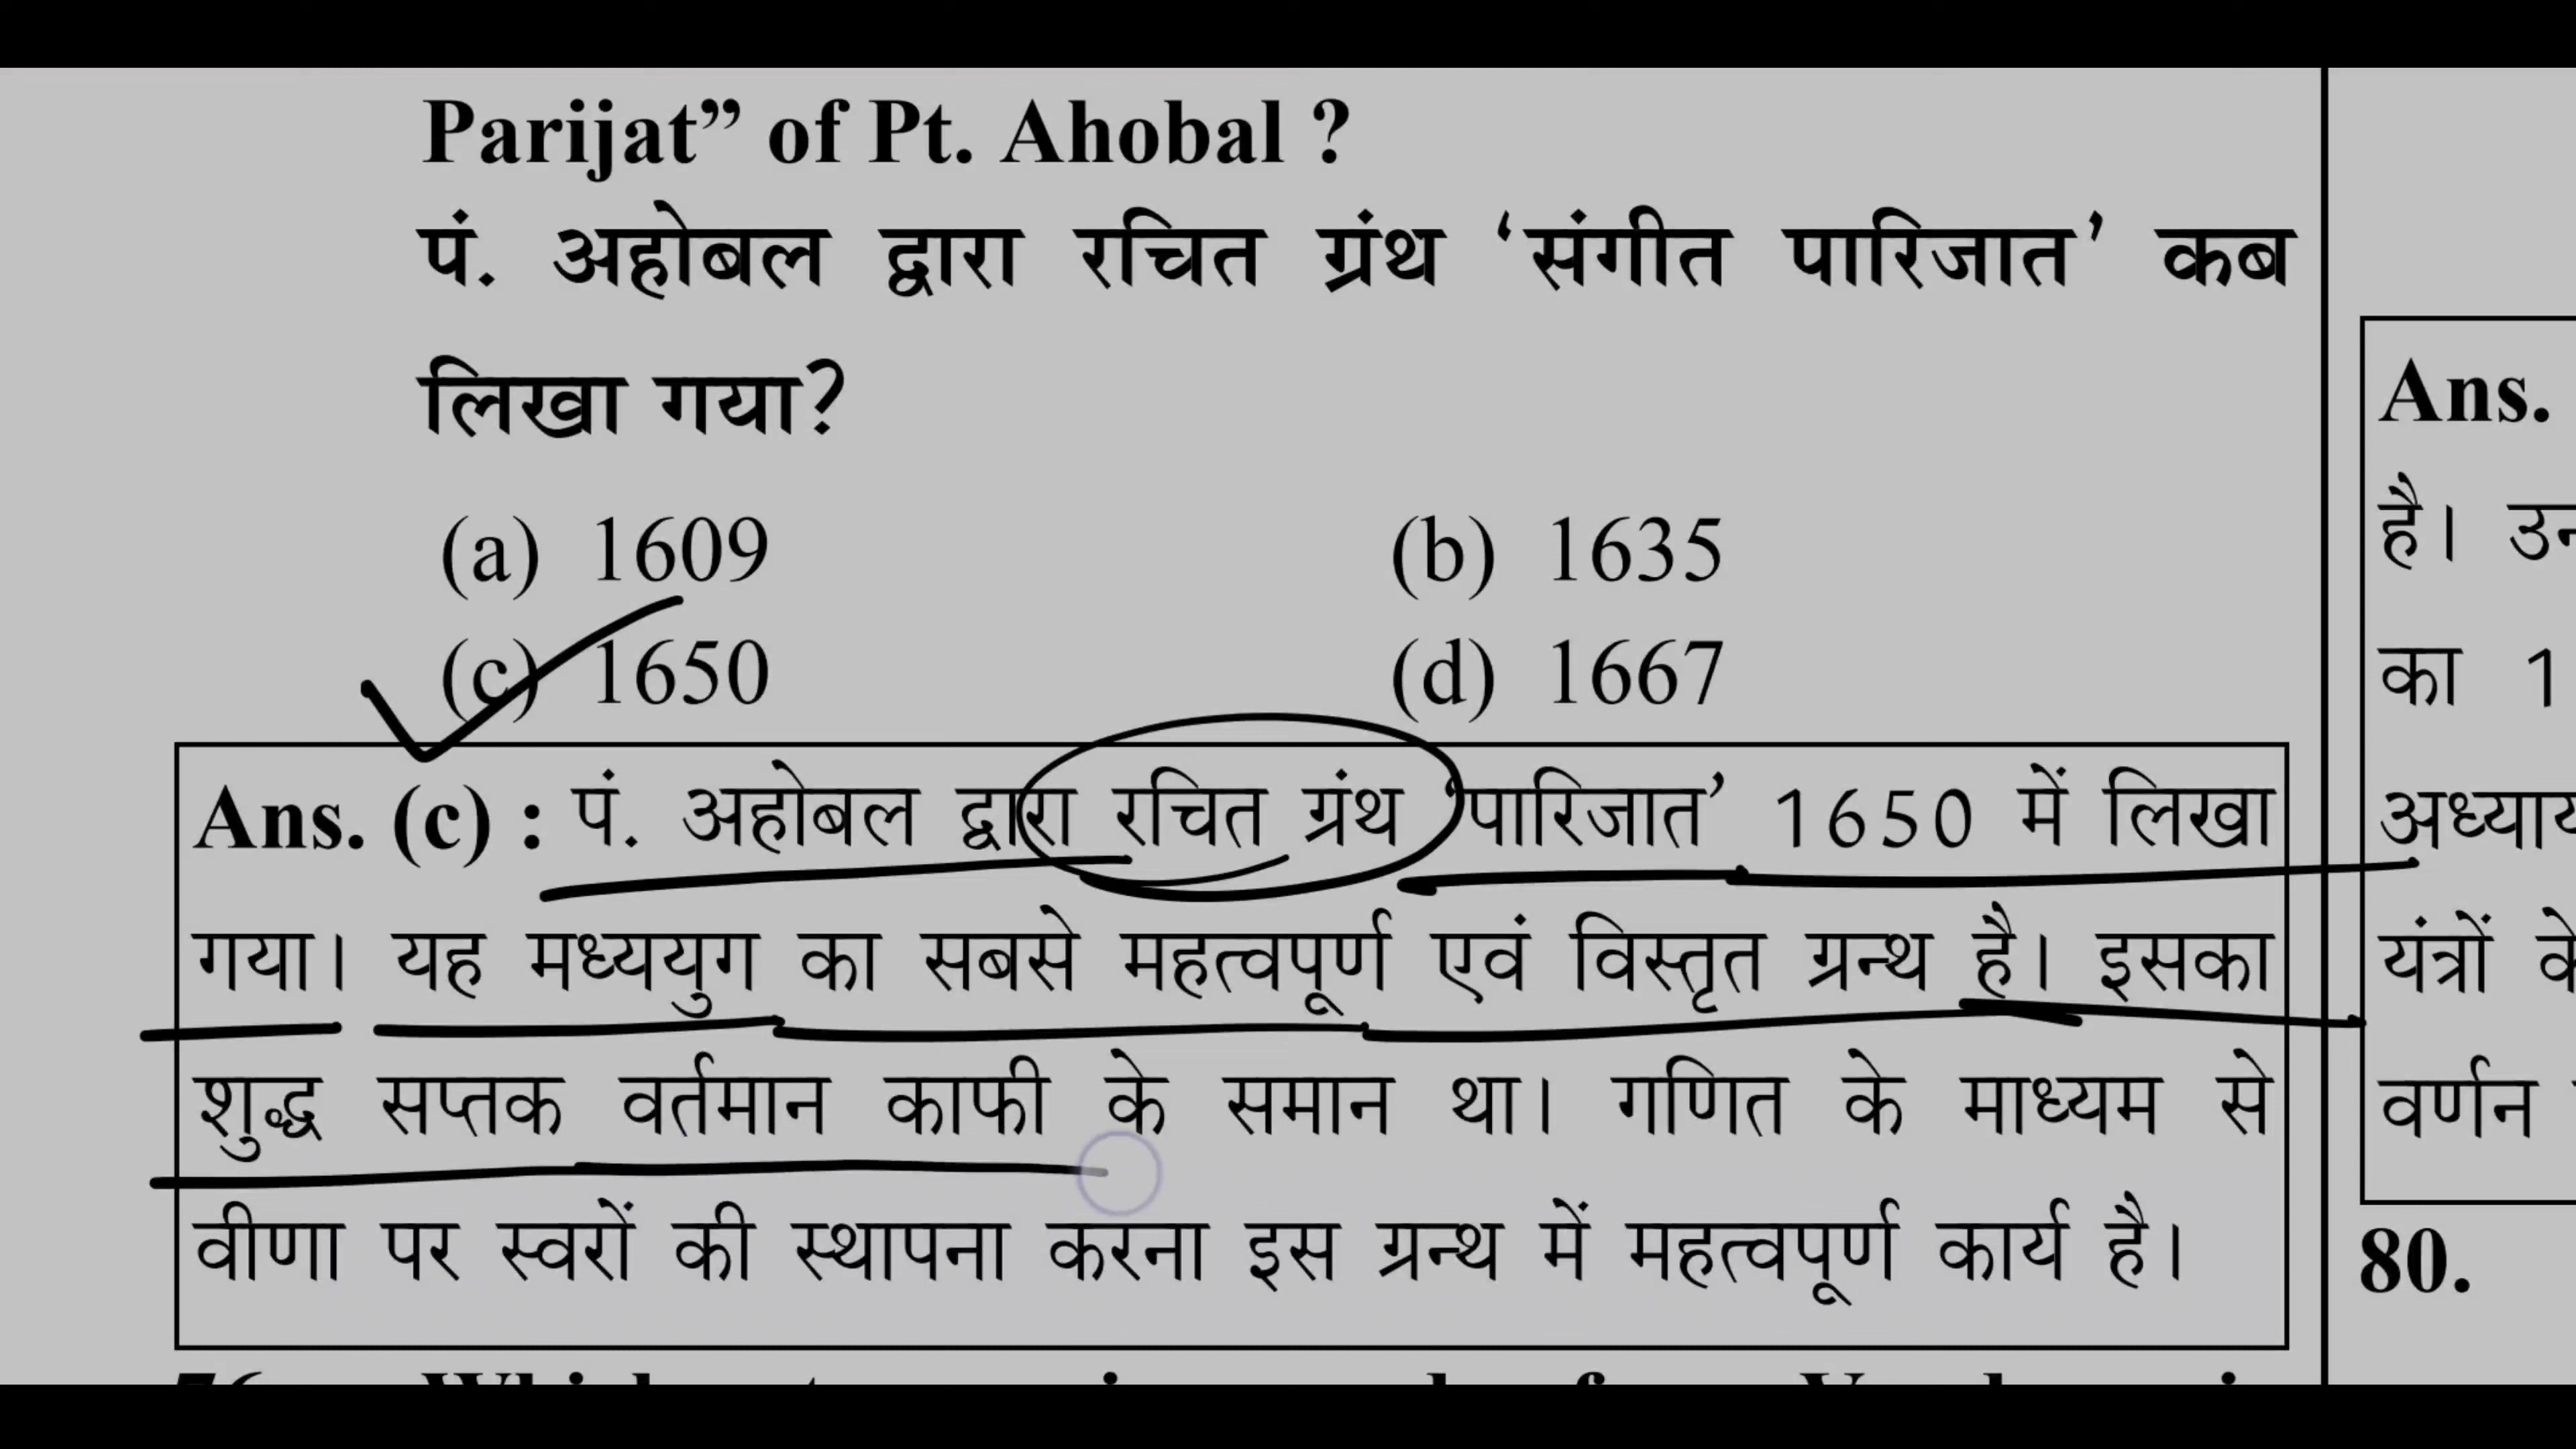 Parijat” of Pt. Ahobal ?
पं. अहोबल द्वारा रचित ग्रंथ ‘संगीत पारिजात’ कब
लिखा गया?
(a) 1609 (b) 1635
(c) 1650 (d) 1667
Ans. (c) : पं. अहोबल द्वारा रचित ग्रंथ ‘पारिजात’ 1650 में लिखा
गया। यह मध्ययुग का सबसे महत्वपूर्ण एवं विस्तृत ग्रन्थ है। इसका
शुद्ध सप्तक वर्तमान काफी के समान था। गणित के माध्यम से
वीणा पर स्वरों की स्थापना करना इस ग्रन्थ में महत्वपूर्ण कार्य है।
Ans.
है।
का 1
यंत्रों
वर्णन
80.